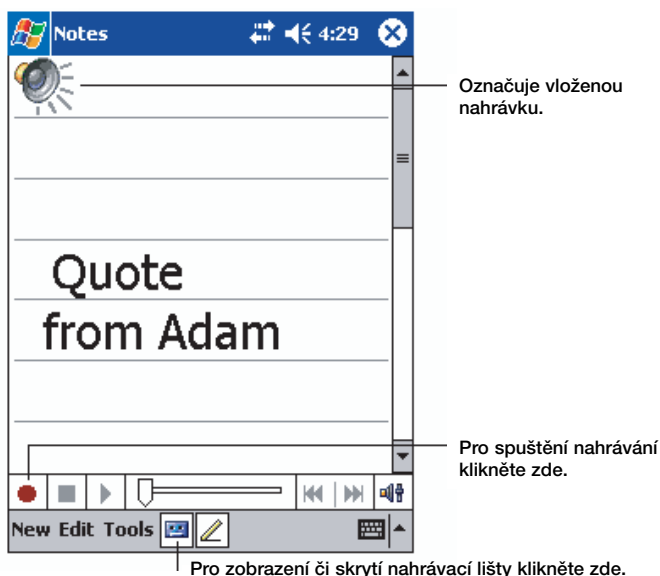 Notes 4:29
Označuje vloženou
nahrávku.
Quote
from Adam
Pro spuštění nahrávání
klikněte zde.
New Edit Tools
Pro zobrazení či skrytí nahrávací lišty klikněte zde.